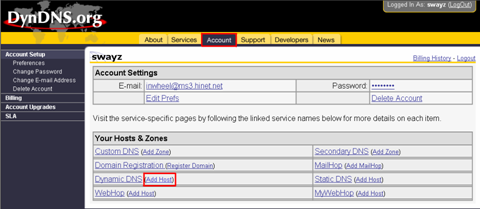 DynDNS.org
Logged In As: swayz (LogOut)
About Services Account Support Developers News
Account Setup
Preferences
Change Password
Change E-mail Address
Delete Account
Billing
Account Upgrades
SLA
swayz
Billing History - Logout
Account Settings
E-mail: inwheel@ms3.hinet.net Password: ********
Edit Prefs Delete Account
Visit the service-specific pages by following the linked service names below for more details on each item.
Your Hosts & Zones
Custom DNS (Add Zone) Secondary DNS (Add Zone)
Domain Registration (Register Domain) MailHop (Add MailHop)
Dynamic DNS (Add Host) Static DNS (Add Host)
WebHop (Add Host) MyWebHop (Add Host)